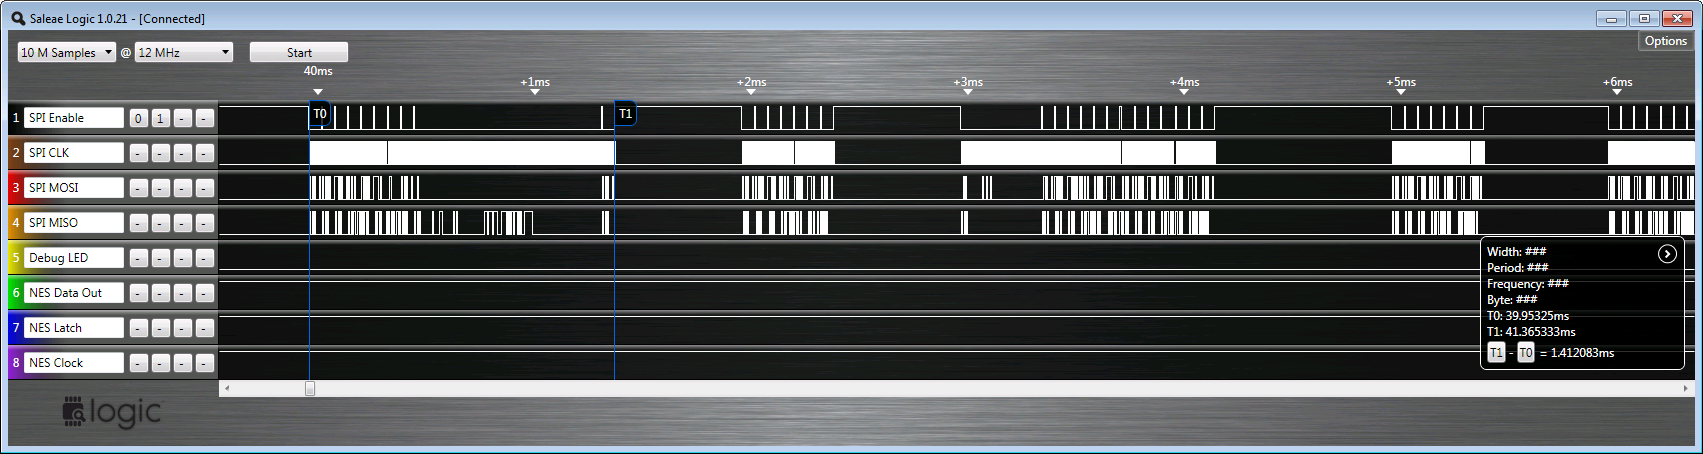 Saleae Logic 1.0.21 - [Connected]
10 M Samples @ 12 MHz Start
Options
40ms +1ms +2ms +3ms +4ms +5ms +6ms
1 SPI Enable 0 1 - -
T0 T1
2 SPI CLK - - - -
3 SPI MOSI - - - -
4 SPI MISO - - - -
5 Debug LED - - - -
6 NES Data Out - - - -
7 NES Latch - - - -
8 NES Clock - - - -
Width: ###
Period: ###
Frequency: ###
Byte: ###
T0: 39.95325ms
T1: 41.365333ms
T1 - T0 = 1.412083ms
logic